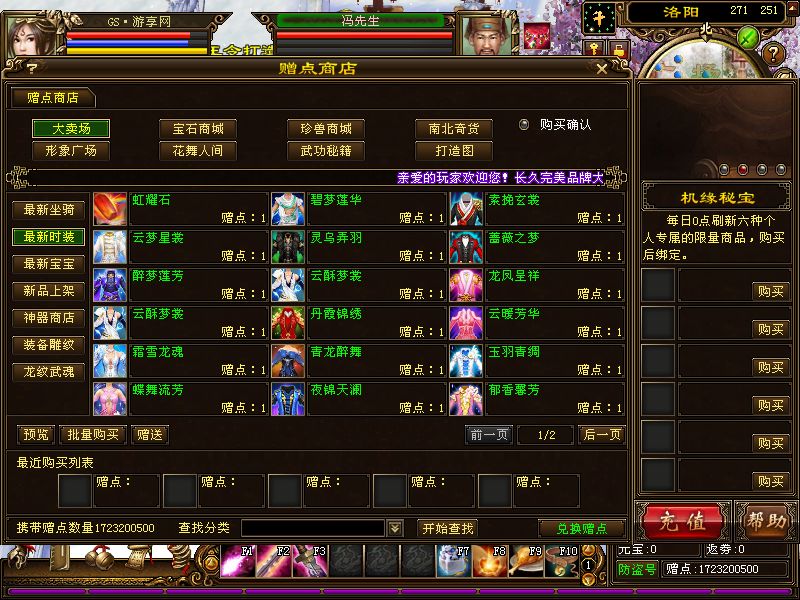 GS·游享网
冯先生
洛阳 271 251
北
赠点商店
赠点商店
大卖场 宝石商城 珍兽商城 南北奇货 购买确认
形象广场 花舞人间 武功秘籍 打造图
亲爱的玩家欢迎您! 长久完美品牌大
最新坐骑
最新时装
最新宝宝
新品上架
神器商店
装备雕纹
龙纹武魂
虹耀石 赠点:1
碧梦莲华 赠点:1
素挽玄裳 赠点:1
云梦星裳 赠点:1
灵乌弄羽 赠点:1
蔷薇之梦 赠点:1
醉梦莲芳 赠点:1
云酥梦裳 赠点:1
龙凤呈祥 赠点:1
云酥梦裳 赠点:1
丹霞锦绣 赠点:1
云暖芳华 赠点:1
霜雪龙魂 赠点:1
青龙醉舞 赠点:1
玉羽青绸 赠点:1
蝶舞流芳 赠点:1
夜锦天澜 赠点:1
郁香馨芳 赠点:1
预览 批量购买 赠送 前一页 1/2 后一页
最近购买列表
赠点: 赠点: 赠点: 赠点: 赠点:
携带赠点数量1723200500 查找分类 开始查找 兑换赠点
机缘秘宝
每日0点刷新六种个
人专属的限量商品,购买
后绑定。
购买
购买
购买
购买
购买
购买
充值 帮助
F1 F2 F3 F7 F8 F9 F10 1
元宝:0 返券:0
防盗号 赠点:1723200500